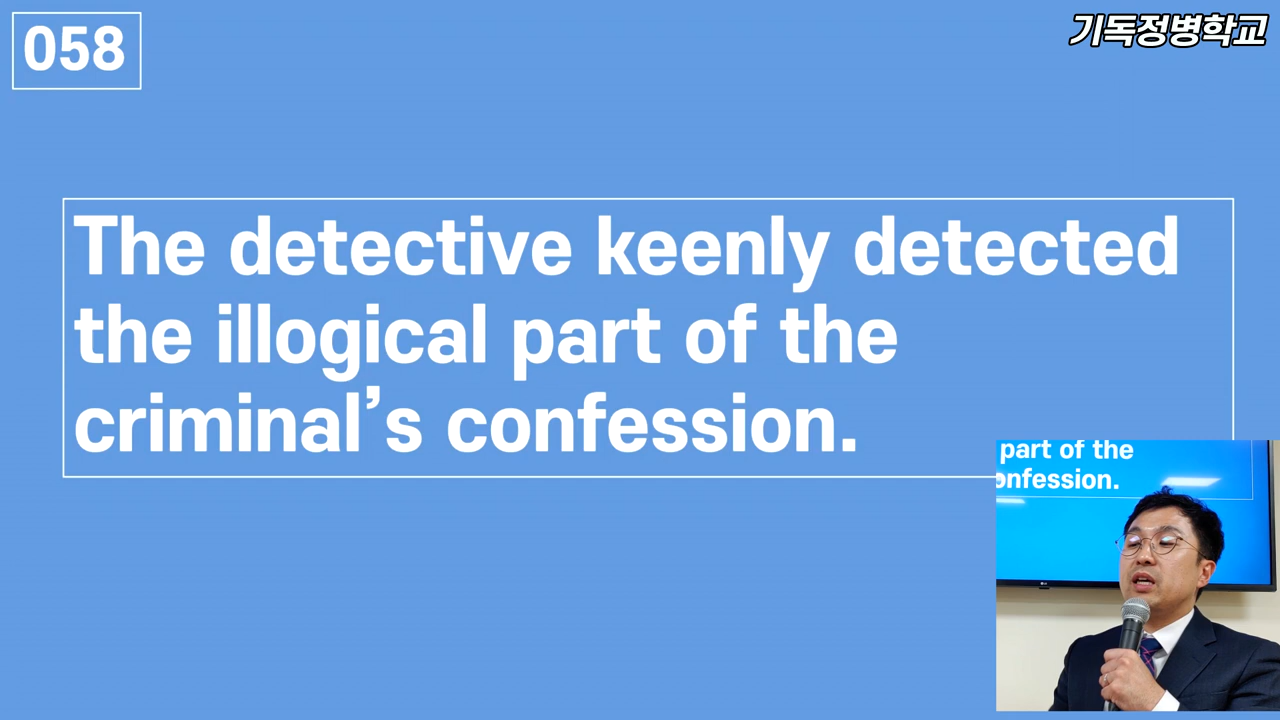 058
기독정병학교
The detective keenly detected
the illogical part of the
criminal’s confession.
part of the
onfession.
LG